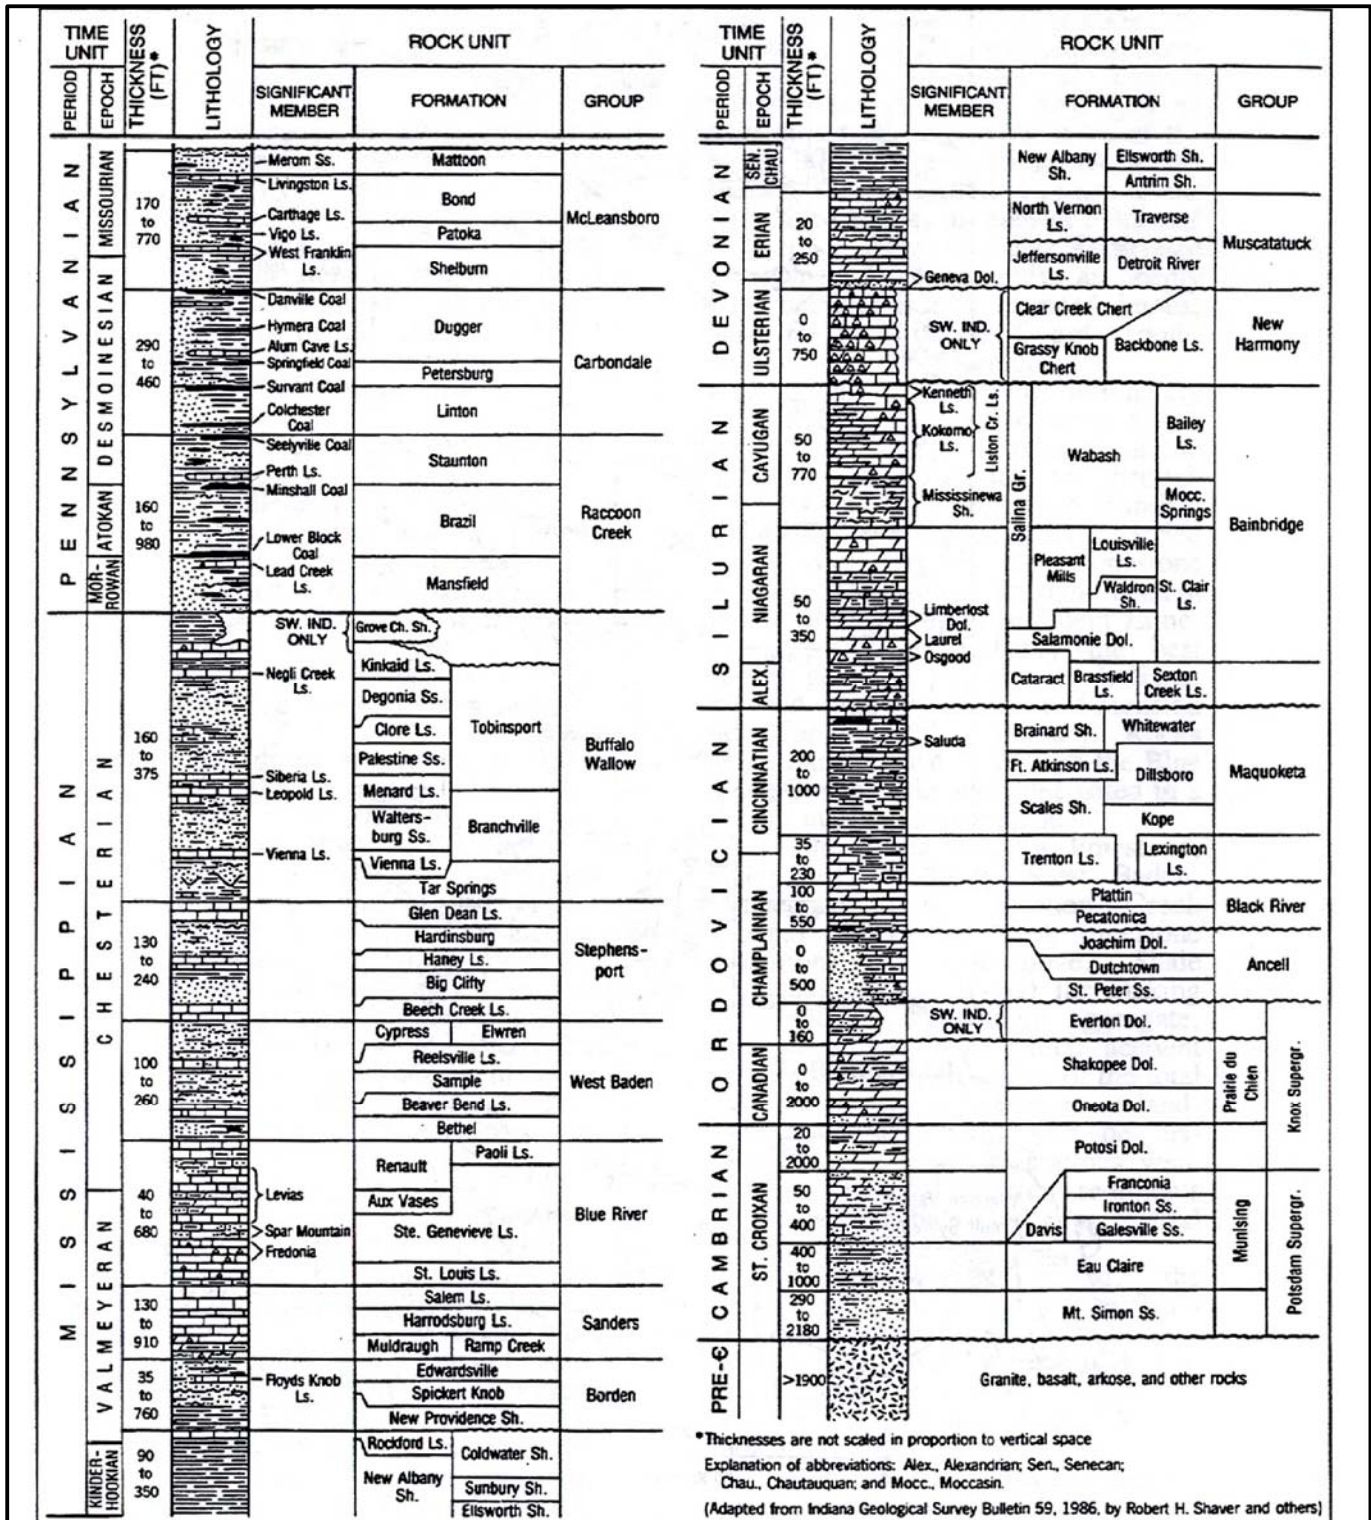 TIME UNIT
THICKNESS (FT)*
LITHOLOGY
ROCK UNIT
PERIOD
EPOCH
SIGNIFICANT MEMBER
FORMATION
GROUP
PENNSYLVANIAN
MISSOURIAN
DESMOINESIAN
ATOKAN
MOR-
ROWAN
170
to
770
Merom Ss.
Livingston Ls.
Carthage Ls.
Vigo Ls.
West Franklin
Ls.
Mattoon
Bond
Patoka
Shelburn
McLeansboro
290
to
460
Danville Coal
Hymera Coal
Alum Cave Ls.
Springfield Coal
Survant Coal
Colchester
Coal
Dugger
Petersburg
Linton
Carbondale
160
to
980
Seelyville Coal
Perth Ls.
Minshall Coal
Lower Block
Coal
Lead Creek
Ls.
Staunton
Brazil
Mansfield
Raccoon
Creek
MISSISSIPPIAN
CHESTERIAN
VALMEYERAN
KINDER-
HOOKIAN
160
to
375
SW. IND.
ONLY
Negli Creek
Ls.
Siberia Ls.
Leopold Ls.
Vienna Ls.
Grove Ch. Sh.
Kinkaid Ls.
Degonia Ss.
Clore Ls.
Palestine Ss.
Menard Ls.
Walters-
burg Ss.
Vienna Ls.
Tobinsport
Branchville
Tar Springs
Buffalo
Wallow
130
to
240
Glen Dean Ls.
Hardinsburg
Haney Ls.
Big Clifty
Beech Creek Ls.
Stephens-
port
100
to
260
Cypress
Elwren
Reelsville Ls.
Sample
Beaver Bend Ls.
Bethel
West Baden
40
to
680
Levias
Spar Mountain
Fredonia
Renault
Paoli Ls.
Aux Vases
Ste. Genevieve Ls.
St. Louis Ls.
Blue River
130
to
910
Salem Ls.
Harrodsburg Ls.
Muldraugh
Ramp Creek
Sanders
35
to
760
Floyds Knob
Ls.
Edwardsville
Spickert Knob
New Providence Sh.
Borden
90
to
350
Rockford Ls.
Coldwater Sh.
New Albany
Sh.
Sunbury Sh.
Ellsworth Sh.
TIME UNIT
THICKNESS (FT)*
LITHOLOGY
ROCK UNIT
PERIOD
EPOCH
SIGNIFICANT MEMBER
FORMATION
GROUP
DEVONIAN
SEN.
CHAU.
ERIAN
ULSTERIAN
New Albany
Sh.
Ellsworth Sh.
Antrim Sh.
20
to
250
Geneva Dol.
North Vernon
Ls.
Traverse
Jeffersonville
Ls.
Detroit River
Muscatatuck
0
to
750
SW. IND.
ONLY
Clear Creek Chert
Grassy Knob
Chert
Backbone Ls.
New
Harmony
SILURIAN
CAYUGAN
NIAGARAN
ALEX.
50
to
770
Kenneth
Ls.
Kokomo
Ls.
Liston Cr. Ls.
Mississinewa
Sh.
Salina Gr.
Wabash
Bailey
Ls.
Mocc.
Springs
Bainbridge
50
to
350
Limberlost
Dol.
Laurel
Osgood
Pleasant
Mills
Louisville
Ls.
Waldron
Sh.
St. Clair
Ls.
Salamonie Dol.
Cataract
Brassfield
Ls.
Sexton
Creek Ls.
ORDOVICIAN
CINCINNATIAN
CHAMPLAINIAN
CANADIAN
200
to
1000
Saluda
Brainard Sh.
Whitewater
Ft. Atkinson Ls.
Dillsboro
Scales Sh.
Kope
Maquoketa
35
to
230
Trenton Ls.
Lexington
Ls.
100
to
550
Plattin
Pecatonica
Black River
0
to
500
Joachim Dol.
Dutchtown
St. Peter Ss.
Ancell
0
to
160
SW. IND.
ONLY
Everton Dol.
0
to
2000
Shakopee Dol.
Oneota Dol.
Prairie du
Chien
Knox Supergr.
CAMBRIAN
ST. CROIXAN
20
to
2000
Potosi Dol.
50
to
400
Franconia
Ironton Ss.
Davis
Galesville Ss.
400
to
1000
Eau Claire
290
to
2180
Mt. Simon Ss.
Munising
Potsdam Supergr.
PRE-Є
>1900
Granite, basalt, arkose, and other rocks
*Thicknesses are not scaled in proportion to vertical space
Explanation of abbreviations: Alex., Alexandrian; Sen., Senecan;
Chau., Chautauquan; and Mocc., Moccasin.
(Adapted from Indiana Geological Survey Bulletin 59, 1986, by Robert H. Shaver and others)